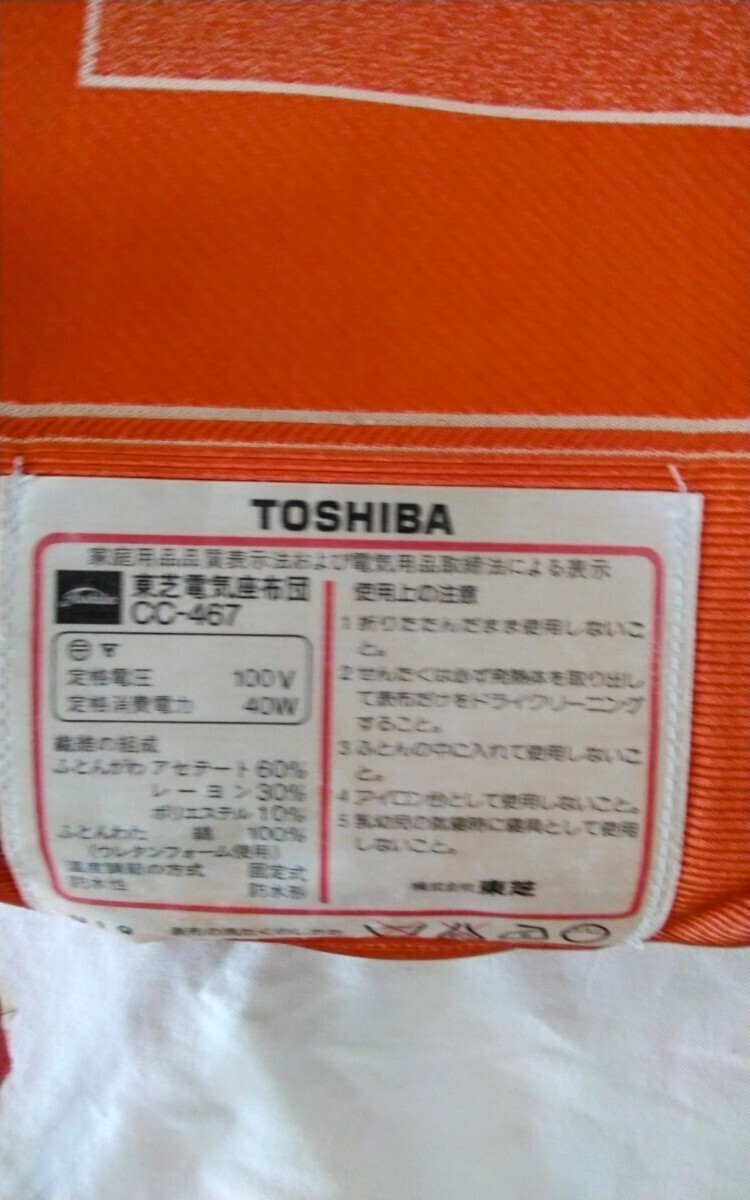 TOSHIBA
家庭用品品質表示法および電気用品取締法による表示
東芝電気座布団
CC-467
定格電圧 100V
定格消費電力 40W
繊維の組成
ふとんがわ アセテート 60%
レーヨン 30%
ポリエステル 10%
ふとんわた 綿 100%
(ウレタンフォーム使用)
温度調節の方式 固定式
防水性 防水形
使用上の注意
1 折りたたんだまま使用しないこ
と。
2 せんたくは必ず発熱体を取り出し
て表布だけをドライクリーニング
すること。
3 ふとんの中に入れて使用しないこ
と。
4 アイロン台として使用しないこと。
5 乳幼児の就寝時に寝具として使用
しないこと。
株式会社 東芝